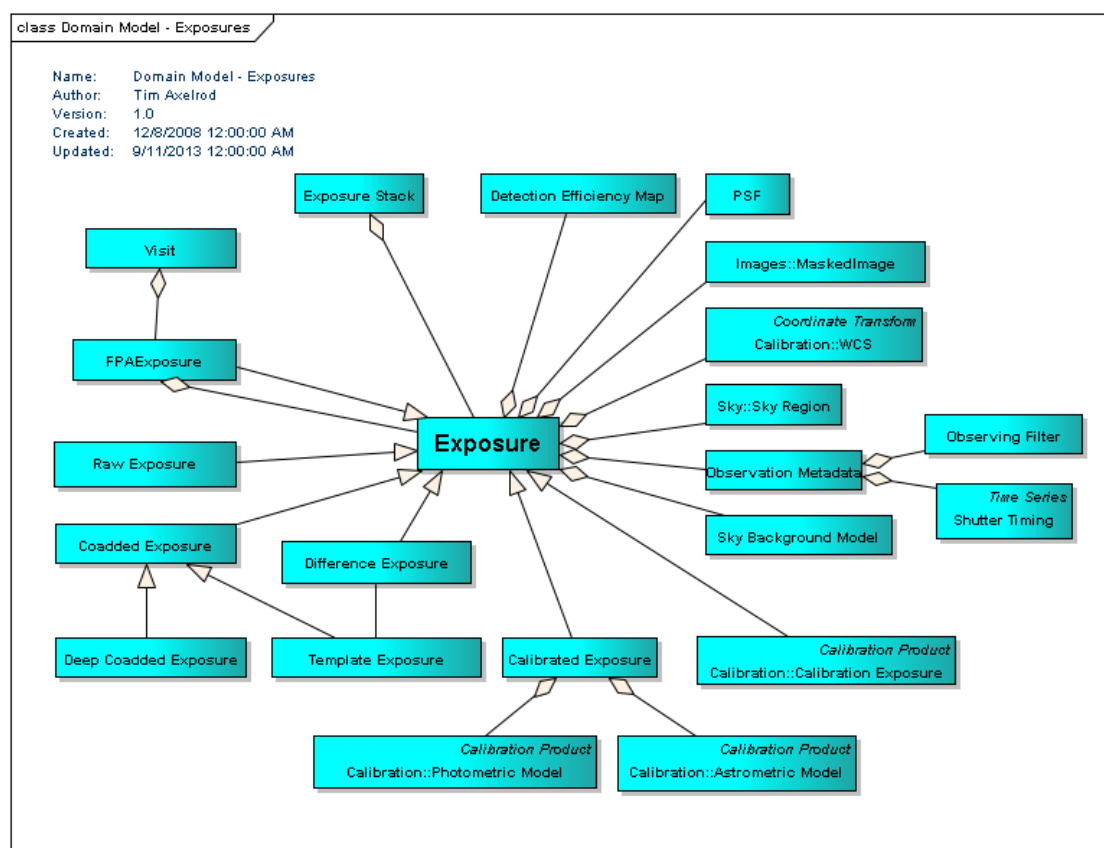 class Domain Model - Exposures
Name: Domain Model - Exposures
Author: Tim Axelrod
Version: 1.0
Created: 12/8/2008 12:00:00 AM
Updated: 9/11/2013 12:00:00 AM
Exposure Stack
Detection Efficiency Map
PSF
Visit
Images::MaskedImage
Coordinate Transform
Calibration::WCS
FPAExposure
Sky::Sky Region
Exposure
Observing Filter
Raw Exposure
Observation Metadata
Time Series
Shutter Timing
Coadded Exposure
Sky Background Model
Difference Exposure
Deep Coadded Exposure
Template Exposure
Calibrated Exposure
Calibration Product
Calibration::Calibration Exposure
Calibration Product
Calibration::Photometric Model
Calibration Product
Calibration::Astrometric Model